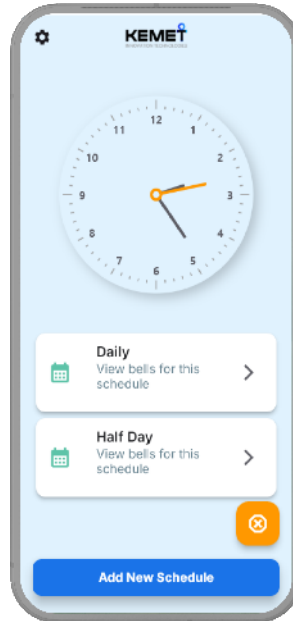 KEMET
12
11
1
10
2
9
3
8
4
7
5
6
Daily
View bells for this
schedule
Half Day
View bells for this
schedule
Add New Schedule